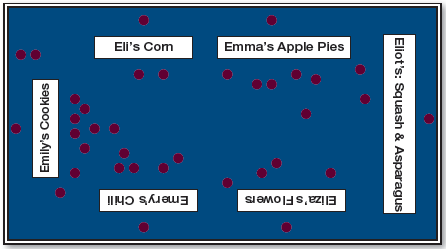 Eli's Corn
Emma's Apple Pies
Emily's Cookies
Eliot's: Squash & Asparagus
Emery's Chili
Eliza's Flowers